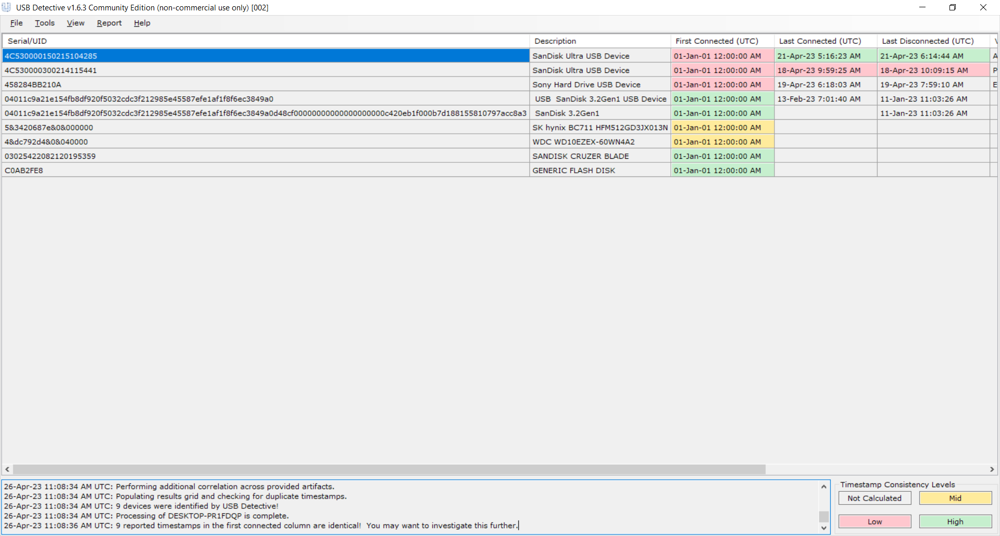 USB Detective v1.6.3 Community Edition (non-commercial use only) [002]
File Tools View Report Help
Serial/UID Description First Connected (UTC) Last Connected (UTC) Last Disconnected (UTC)
4C530000150215104285 SanDisk Ultra USB Device 01-Jan-01 12:00:00 AM 21-Apr-23 5:16:23 AM 21-Apr-23 6:14:44 AM A
4C530000300214115441 SanDisk Ultra USB Device 01-Jan-01 12:00:00 AM 18-Apr-23 9:59:25 AM 18-Apr-23 10:09:15 AM P
458284BB210A Sony Hard Drive USB Device 01-Jan-01 12:00:00 AM 19-Apr-23 6:18:03 AM 19-Apr-23 7:59:10 AM E
04011c9a21e154fb8df920f5032cdc3f212985e45587efe1af1f8f6ec3849a0 USB SanDisk 3.2Gen1 USB Device 01-Jan-01 12:00:00 AM 13-Feb-23 7:01:40 AM 11-Jan-23 11:03:26 AM
04011c9a21e154fb8df920f5032cdc3f212985e45587efe1af1f8f6ec3849a0d48cf00000000000000000000c420eb1f000b7d188155810797acc8a3 SanDisk 3.2Gen1 01-Jan-01 12:00:00 AM 11-Jan-23 11:03:26 AM
5&3420687e&0&000000 SK hynix BC711 HFM512GD3JX013N 01-Jan-01 12:00:00 AM
4&dc792d4&0&040000 WDC WD10EZEX-60WN4A2 01-Jan-01 12:00:00 AM
03025422082120195359 SANDISK CRUZER BLADE 01-Jan-01 12:00:00 AM
C0AB2FE8 GENERIC FLASH DISK 01-Jan-01 12:00:00 AM
26-Apr-23 11:08:34 AM UTC: Performing additional correlation across provided artifacts.
26-Apr-23 11:08:34 AM UTC: Populating results grid and checking for duplicate timestamps.
26-Apr-23 11:08:34 AM UTC: 9 devices were identified by USB Detective!
26-Apr-23 11:08:34 AM UTC: Processing of DESKTOP-PR1FDQP is complete.
26-Apr-23 11:08:36 AM UTC: 9 reported timestamps in the first connected column are identical! You may want to investigate this further.
Timestamp Consistency Levels
Not Calculated Mid
Low High